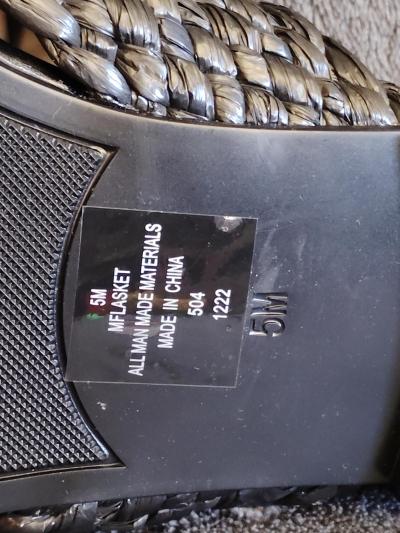 5M
MFLASKET
ALL MAN MADE MATERIALS
MADE IN CHINA
504
1222
5M